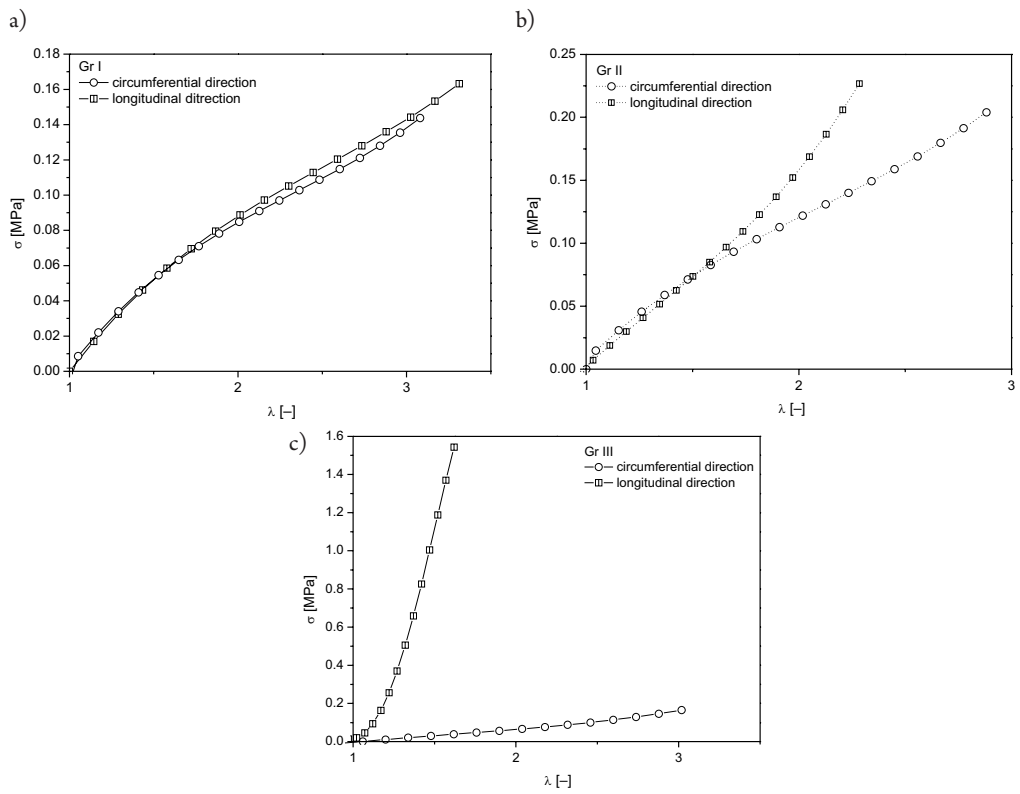 a)
Gr I
circumferential direction
longitudinal ditrection
0.18
0.16
0.14
0.12
0.10
0.08
0.06
0.04
0.02
0.00
σ [MPa]
1
2
3
λ [–]
b)
Gr II
circumferential direction
longitudinal direction
0.25
0.20
0.15
0.10
0.05
0.00
σ [MPa]
1
2
3
λ [–]
c)
Gr III
circumferential direction
longitudinal direction
1.6
1.4
1.2
1.0
0.8
0.6
0.4
0.2
0.0
σ [MPa]
1
2
3
λ [–]